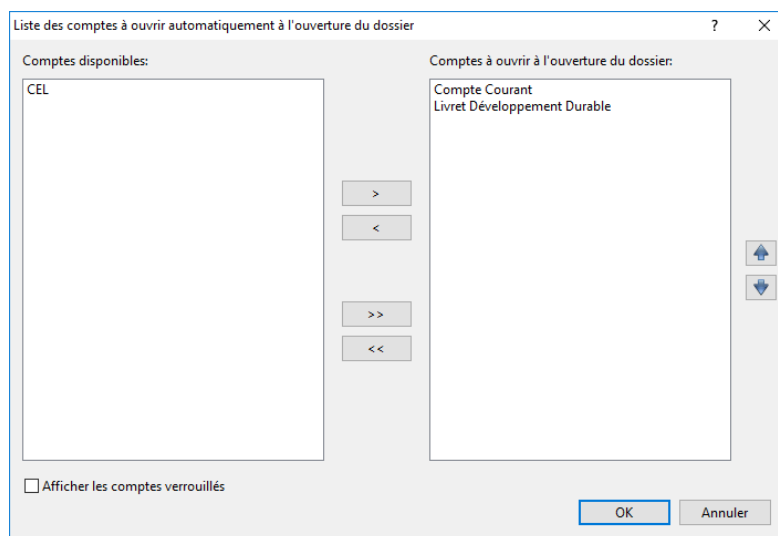 Liste des comptes à ouvrir automatiquement à l'ouverture du dossier
?
Comptes disponibles:
Comptes à ouvrir à l'ouverture du dossier:
CEL
Compte Courant
Livret Développement Durable
>
<
>>
<<
Afficher les comptes verrouillés
OK
Annuler